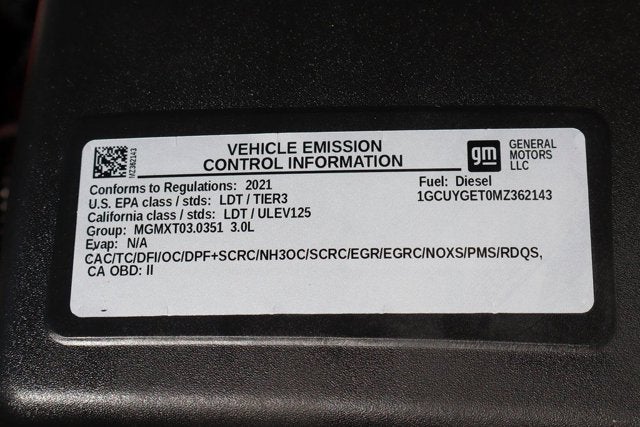 MZ362143
VEHICLE EMISSION
CONTROL INFORMATION
gm
GENERAL
MOTORS
LLC
Conforms to Regulations: 2021
U.S. EPA class / stds: LDT / TIER3
California class / stds: LDT / ULEV125
Group: MGMXT03.0351 3.0L
Evap: N/A
Fuel: Diesel
1GCUYGET0MZ362143
CAC/TC/DFI/OC/DPF+SCRC/NH3OC/SCRC/EGR/EGRC/NOXS/PMS/RDQS,
CA OBD: II